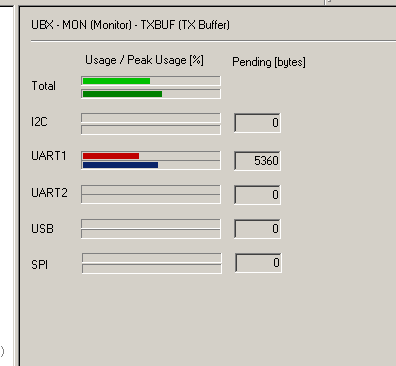 UBX - MON (Monitor) - TXBUF (TX Buffer)
Usage / Peak Usage [%] Pending [bytes]
Total
I2C 0
UART1 5360
UART2 0
USB 0
SPI 0
)